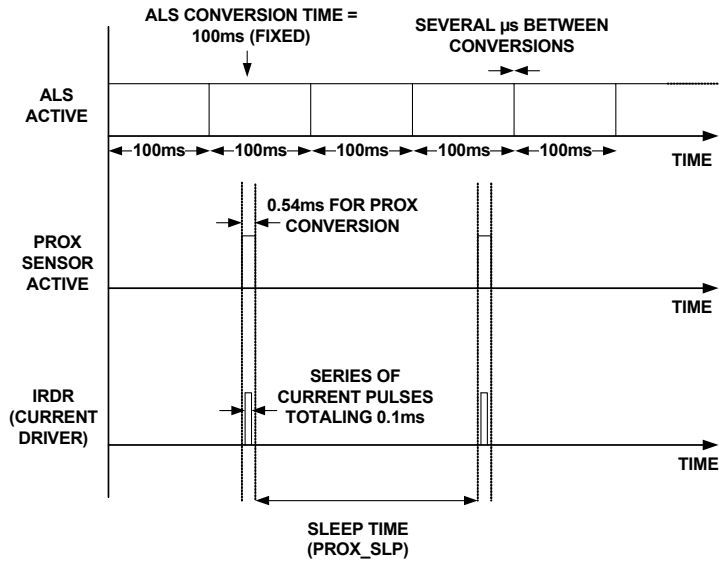 ALS CONVERSION TIME =
100ms (FIXED)
SEVERAL µs BETWEEN
CONVERSIONS
ALS
ACTIVE
100ms
100ms
100ms
100ms
100ms
TIME
0.54ms FOR PROX
CONVERSION
PROX
SENSOR
ACTIVE
TIME
SERIES OF
CURRENT PULSES
TOTALING 0.1ms
IRDR
(CURRENT
DRIVER)
TIME
SLEEP TIME
(PROX_SLP)